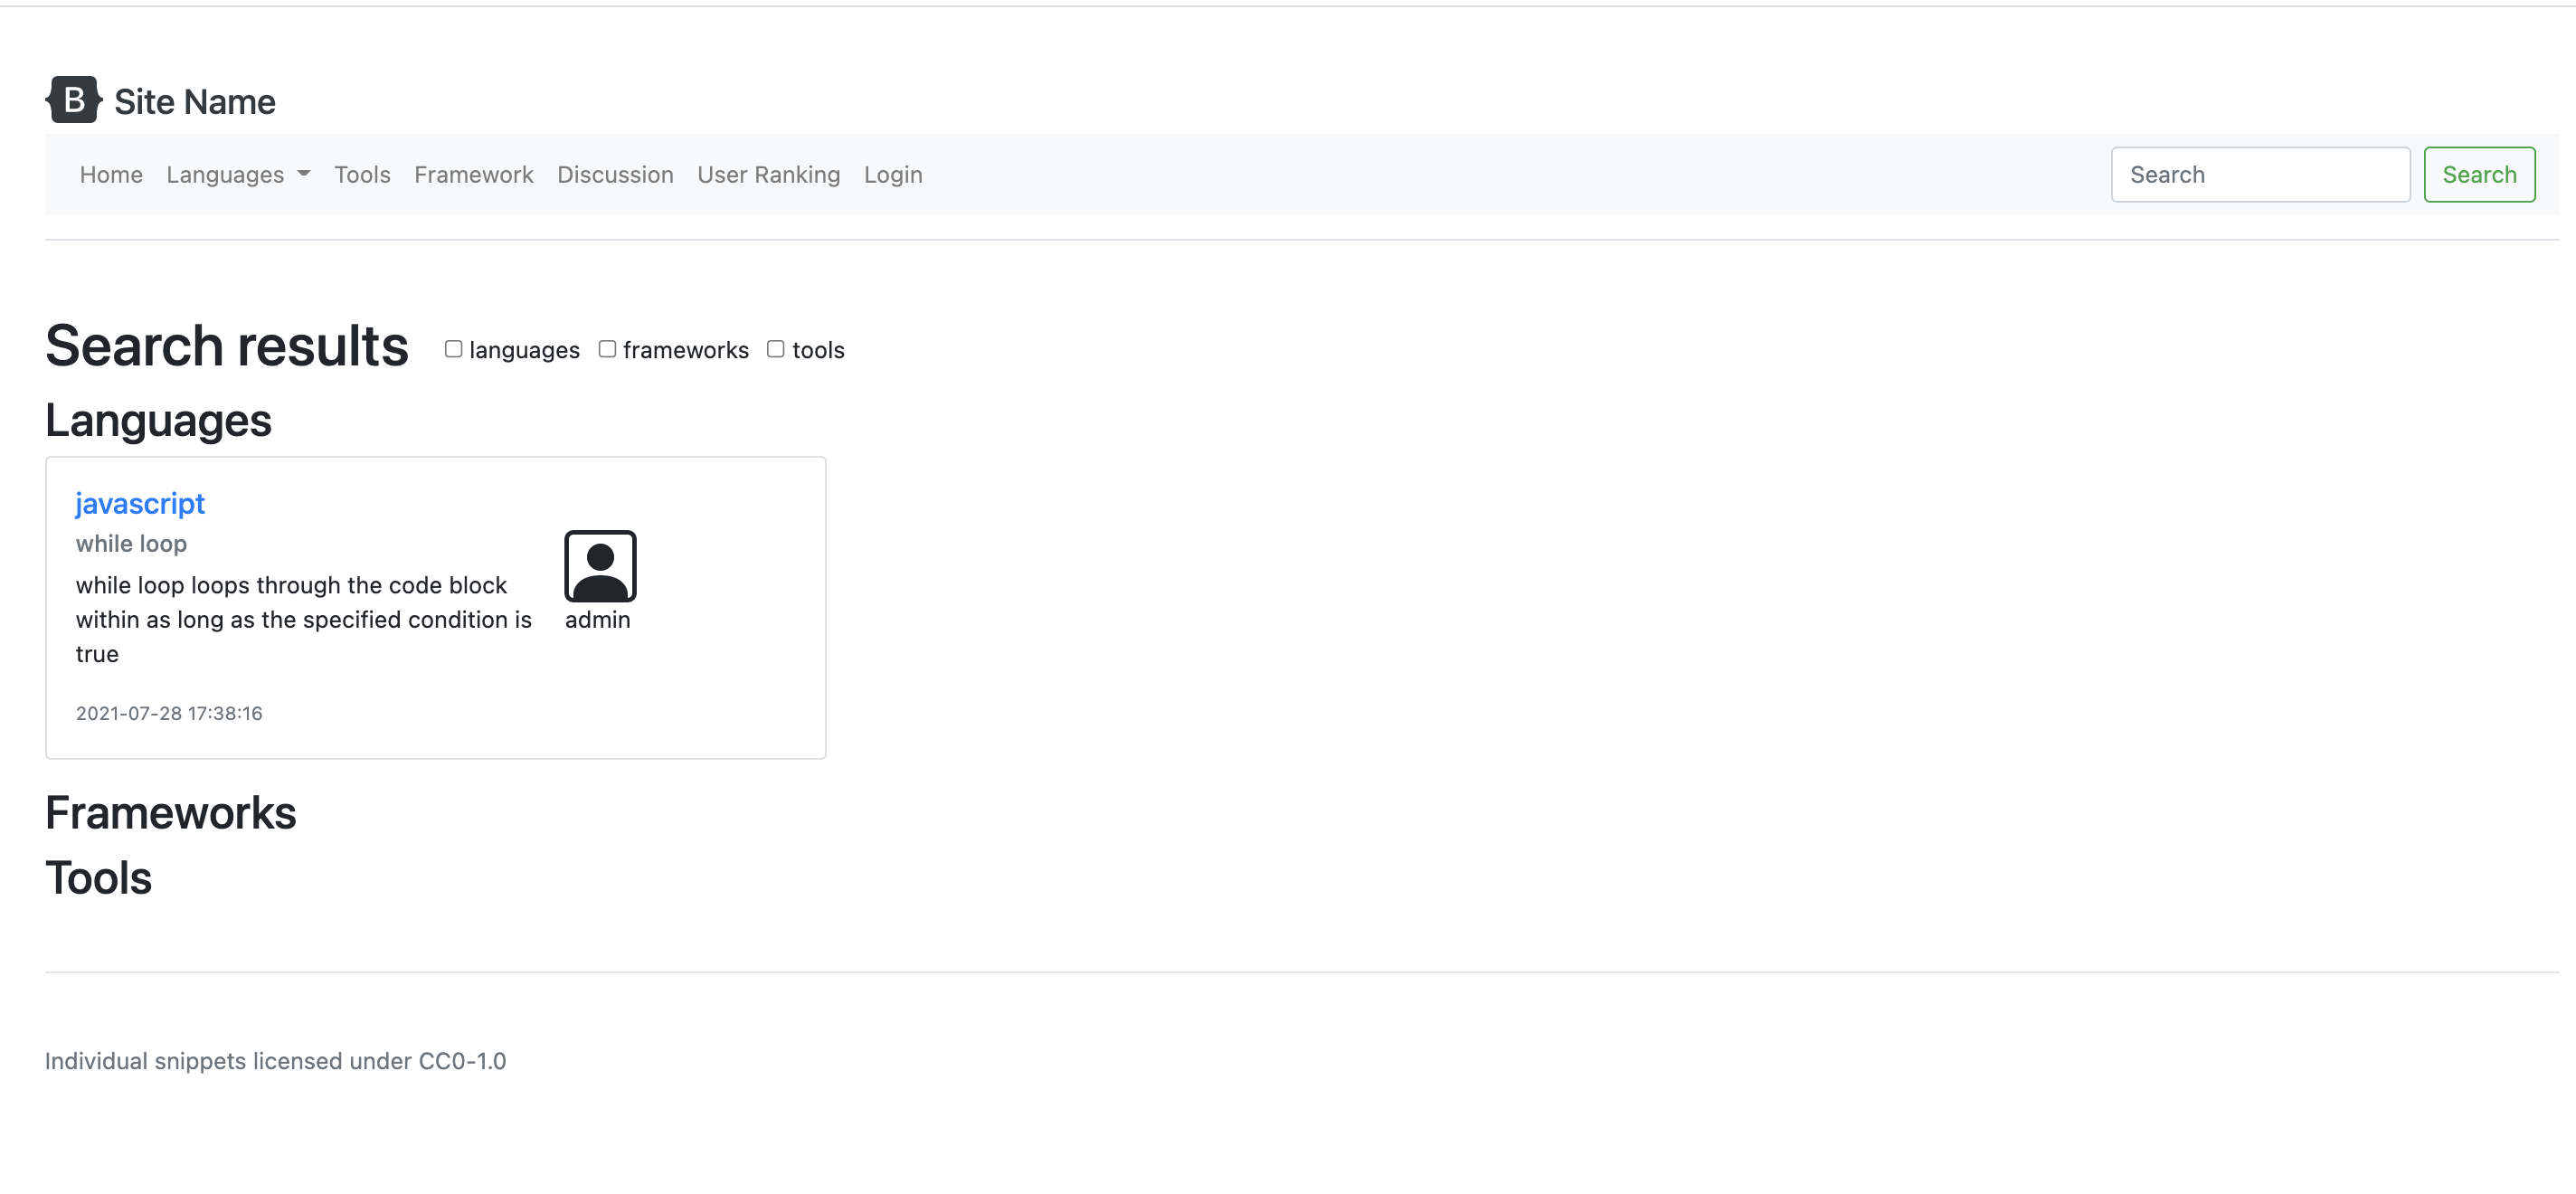 B Site Name
Home Languages Tools Framework Discussion User Ranking Login Search Search
Search results languages frameworks tools
Languages
javascript
while loop
while loop loops through the code block
within as long as the specified condition is
true
admin
2021-07-28 17:38:16
Frameworks
Tools
Individual snippets licensed under CC0-1.0